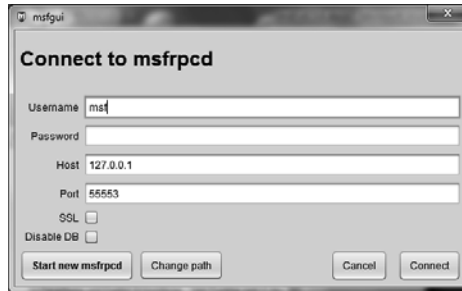 msfgui
Connect to msfrpcd
Username msf
Password
Host 127.0.0.1
Port 55553
SSL
Disable DB
Start new msfrpcd Change path Cancel Connect